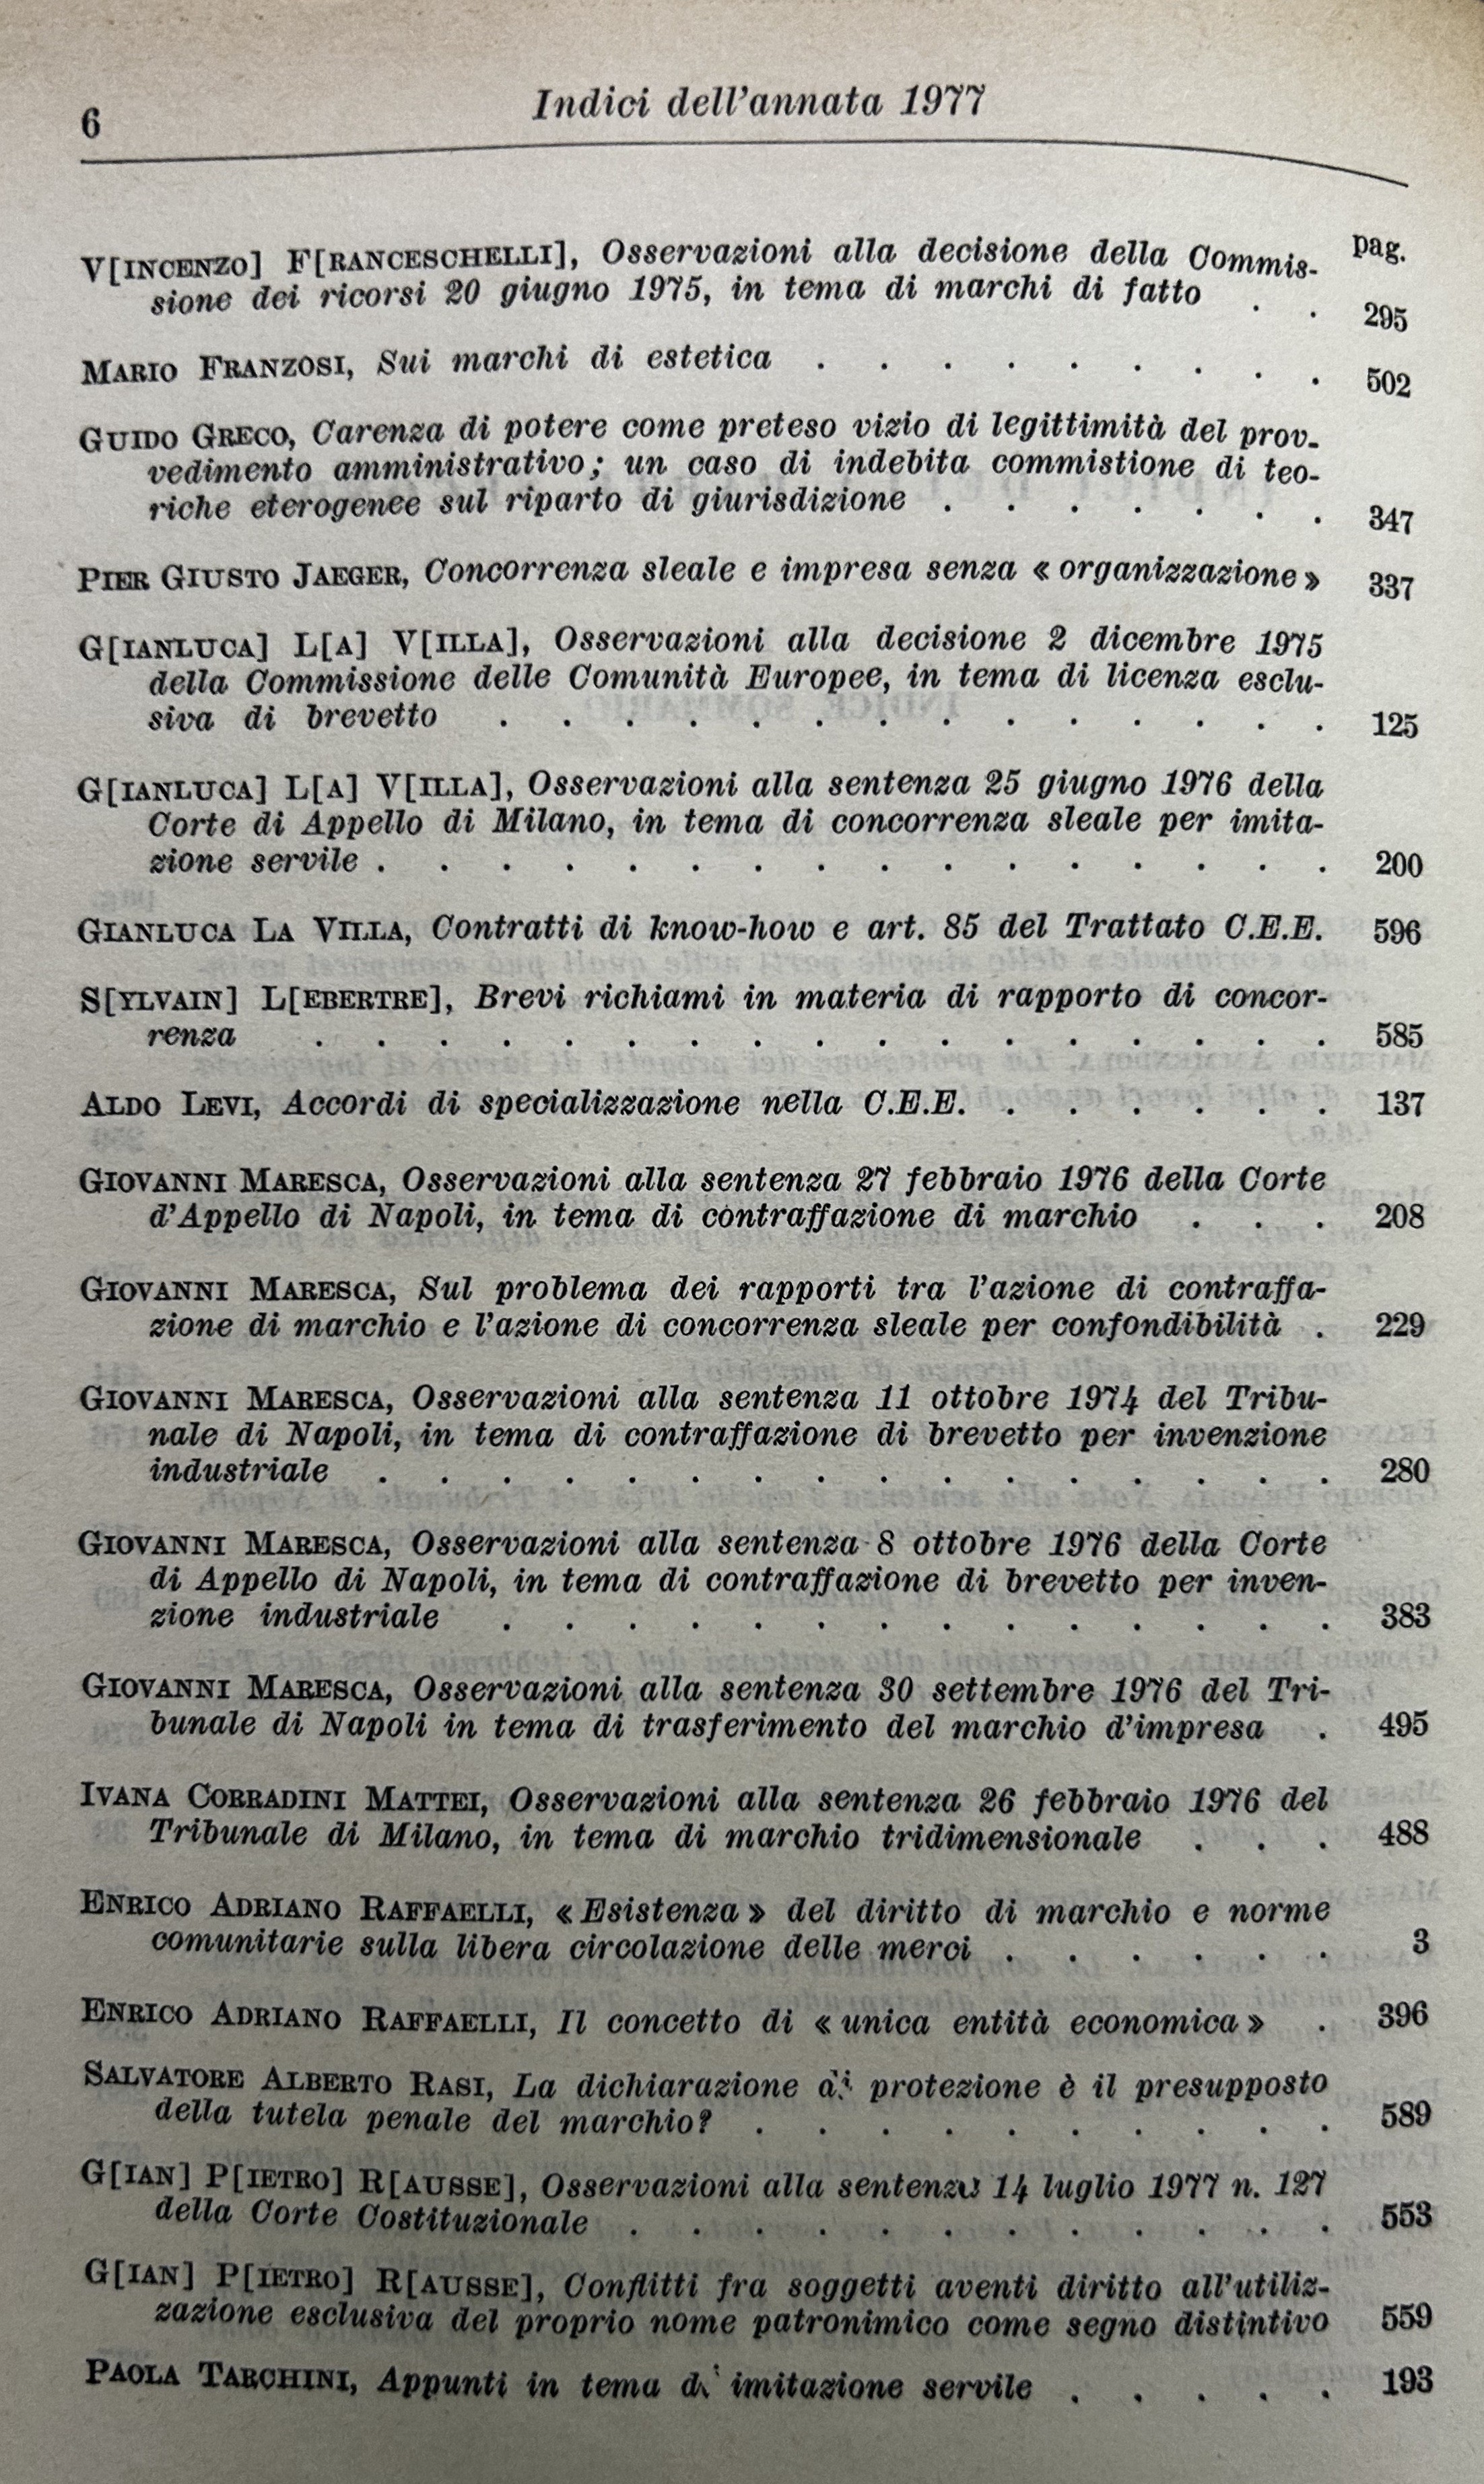 6
Indici dell'annata 1977
pag.
V[INCENZO] F[RANCESCHELLI], Osservazioni alla decisione della Commis-
sione dei ricorsi 20 giugno 1975, in tema di marchi di fatto . . 295
MARIO FRANZOSI, Sui marchi di estetica . . . . . . . . . 502
GUIDO GRECO, Carenza di potere come preteso vizio di legittimità del prov-
vedimento amministrativo; un caso di indebita commistione di teo-
riche eterogenee sul riparto di giurisdizione . . . . . . . 347
PIER GIUSTO JAEGER, Concorrenza sleale e impresa senza « organizzazione » 337
G[IANLUCA] L[A] V[ILLA], Osservazioni alla decisione 2 dicembre 1975
della Commissione delle Comunità Europee, in tema di licenza esclu-
siva di brevetto . . . . . . . . . . . . . . 125
G[IANLUCA] L[A] V[ILLA], Osservazioni alla sentenza 25 giugno 1976 della
Corte di Appello di Milano, in tema di concorrenza sleale per imita-
zione servile . . . . . . . . . . . . . . . . 200
GIANLUCA LA VILLA, Contratti di know-how e art. 85 del Trattato C.E.E. 596
S[YLVAIN] L[EBERTRE], Brevi richiami in materia di rapporto di concor-
renza . . . . . . . . . . . . . . . . . 585
ALDO LEVI, Accordi di specializzazione nella C.E.E. . . . . . . 137
GIOVANNI MARESCA, Osservazioni alla sentenza 27 febbraio 1976 della Corte
d'Appello di Napoli, in tema di contraffazione di marchio . . . 208
GIOVANNI MARESCA, Sul problema dei rapporti tra l'azione di contraffa-
zione di marchio e l'azione di concorrenza sleale per confondibilità . 229
GIOVANNI MARESCA, Osservazioni alla sentenza 11 ottobre 1974 del Tribu-
nale di Napoli, in tema di contraffazione di brevetto per invenzione
industriale . . . . . . . . . . . . . . . . 280
GIOVANNI MARESCA, Osservazioni alla sentenza 8 ottobre 1976 della Corte
di Appello di Napoli, in tema di contraffazione di brevetto per inven-
zione industriale . . . . . . . . . . . . . . 383
GIOVANNI MARESCA, Osservazioni alla sentenza 30 settembre 1976 del Tri-
bunale di Napoli in tema di trasferimento del marchio d'impresa . 495
IVANA CORRADINI MATTEI, Osservazioni alla sentenza 26 febbraio 1976 del
Tribunale di Milano, in tema di marchio tridimensionale . . . 488
ENRICO ADRIANO RAFFAELLI, « Esistenza » del diritto di marchio e norme
comunitarie sulla libera circolazione delle merci . . . . . . 3
ENRICO ADRIANO RAFFAELLI, Il concetto di « unica entità economica » . 396
SALVATORE ALBERTO RASI, La dichiarazione di protezione è il presupposto
della tutela penale del marchio? . . . . . . . . . . 589
G[IAN] P[IETRO] R[AUSSE], Osservazioni alla sentenza 14 luglio 1977 n. 127
della Corte Costituzionale . . . . . . . . . . . . 553
G[IAN] P[IETRO] R[AUSSE], Conflitti fra soggetti aventi diritto all'utiliz-
zazione esclusiva del proprio nome patronimico come segno distintivo 559
PAOLA TARCHINI, Appunti in tema di imitazione servile . . . . . 193